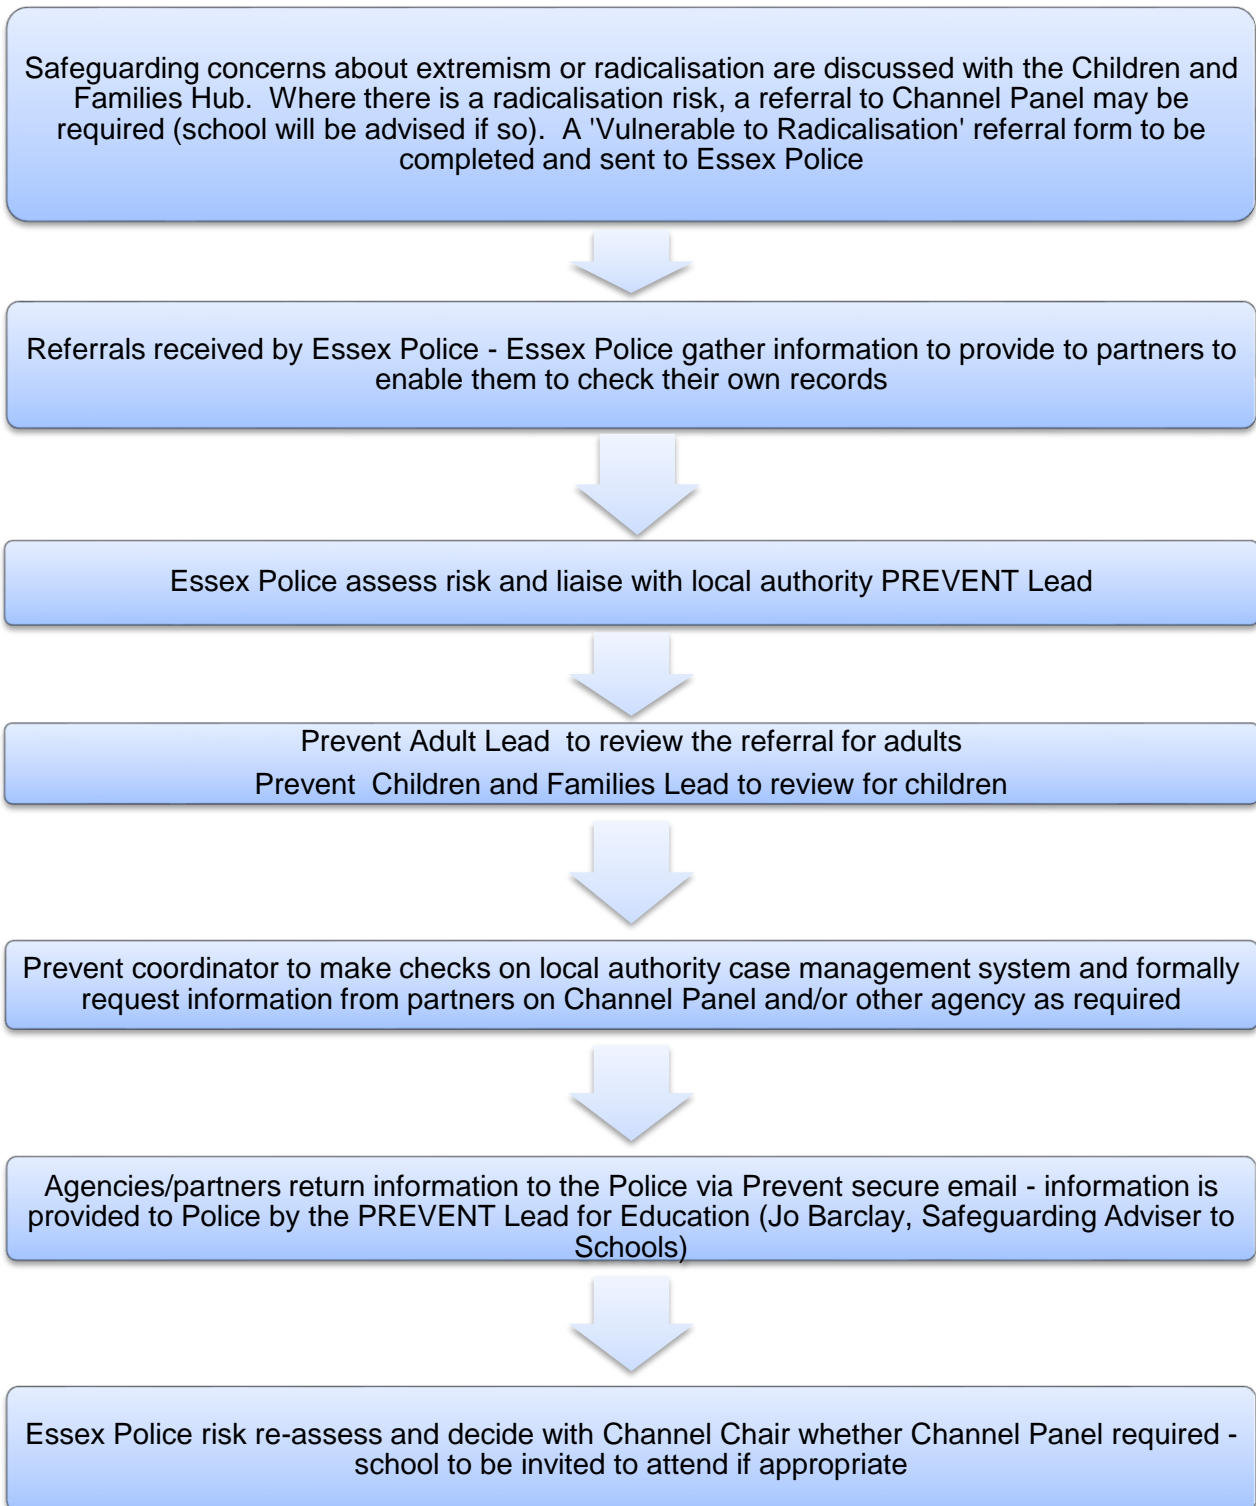 Safeguarding concerns about extremism or radicalisation are discussed with the Children and
Families Hub.  Where there is a radicalisation risk, a referral to Channel Panel may be
required (school will be advised if so).  A 'Vulnerable to Radicalisation' referral form to be
completed and sent to Essex Police
Referrals received by Essex Police - Essex Police gather information to provide to partners to
enable them to check their own records
Essex Police assess risk and liaise with local authority PREVENT Lead
Prevent Adult Lead  to review the referral for adults
Prevent  Children and Families Lead to review for children
Prevent coordinator to make checks on local authority case management system and formally
request information from partners on Channel Panel and/or other agency as required
Agencies/partners return information to the Police via Prevent secure email - information is
provided to Police by the PREVENT Lead for Education (Jo Barclay, Safeguarding Adviser to
Schools)
Essex Police risk re-assess and decide with Channel Chair whether Channel Panel required -
school to be invited to attend if appropriate